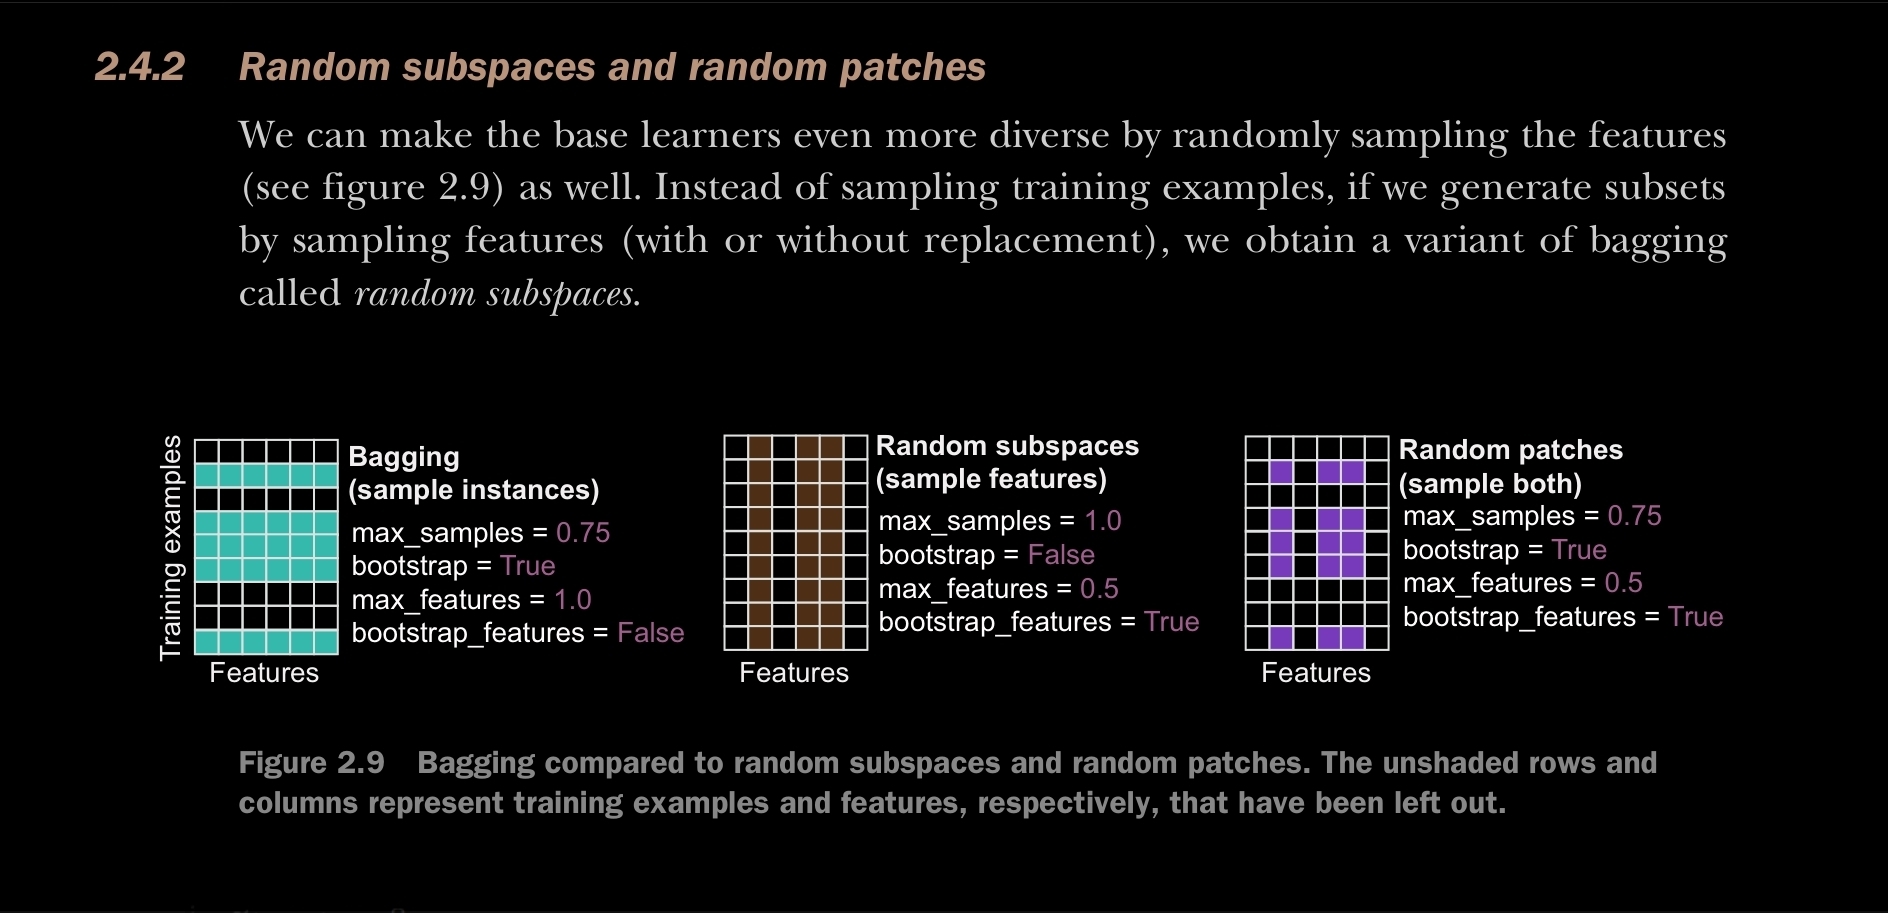 2.4.2 Random subspaces and random patches
We can make the base learners even more diverse by randomly sampling the features
(see figure 2.9) as well. Instead of sampling training examples, if we generate subsets
by sampling features (with or without replacement), we obtain a variant of bagging
called random subspaces.
Training examples
Bagging
(sample instances)
max_samples = 0.75
bootstrap = True
max_features = 1.0
bootstrap_features = False
Features
Random subspaces
(sample features)
max_samples = 1.0
bootstrap = False
max_features = 0.5
bootstrap_features = True
Features
Random patches
(sample both)
max_samples = 0.75
bootstrap = True
max_features = 0.5
bootstrap_features = True
Features
Figure 2.9 Bagging compared to random subspaces and random patches. The unshaded rows and
columns represent training examples and features, respectively, that have been left out.